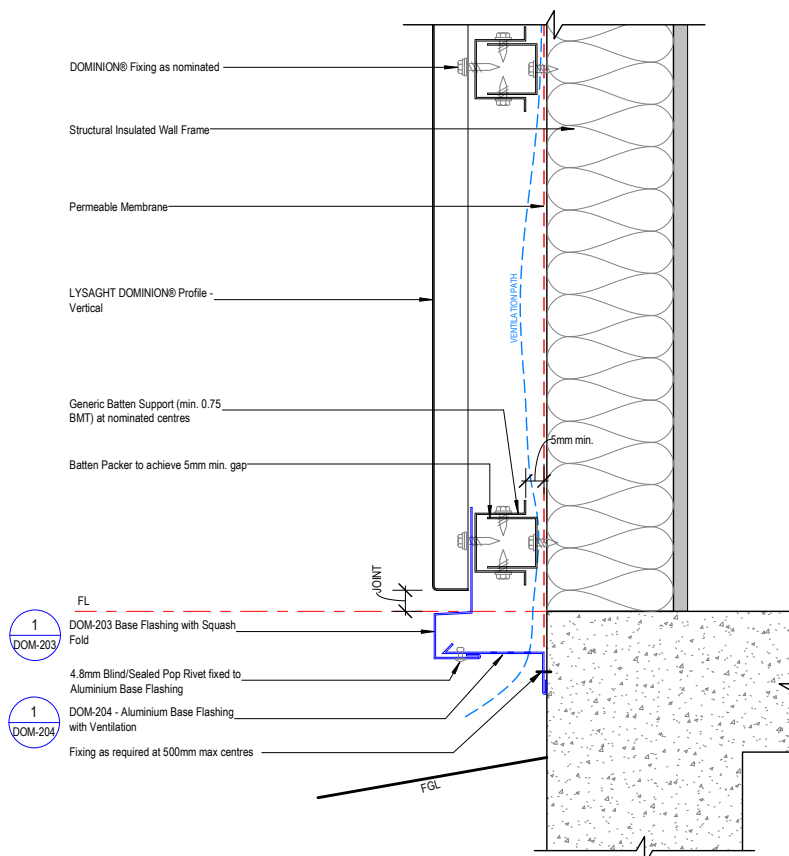 DOMINION® Fixing as nominated
Structural Insulated Wall Frame
Permeable Membrane
VENTILATION PATH
LYSAGHT DOMINION® Profile -
Vertical
Generic Batten Support (min. 0.75
BMT) at nominated centres
5mm min.
Batten Packer to achieve 5mm min. gap
JOINT
FL
1
DOM-203
DOM-203 Base Flashing with Squash
Fold
4.8mm Blind/Sealed Pop Rivet fixed to
Aluminium Base Flashing
1
DOM-204
DOM-204 - Aluminium Base Flashing
with Ventilation
Fixing as required at 500mm max centres
FGL